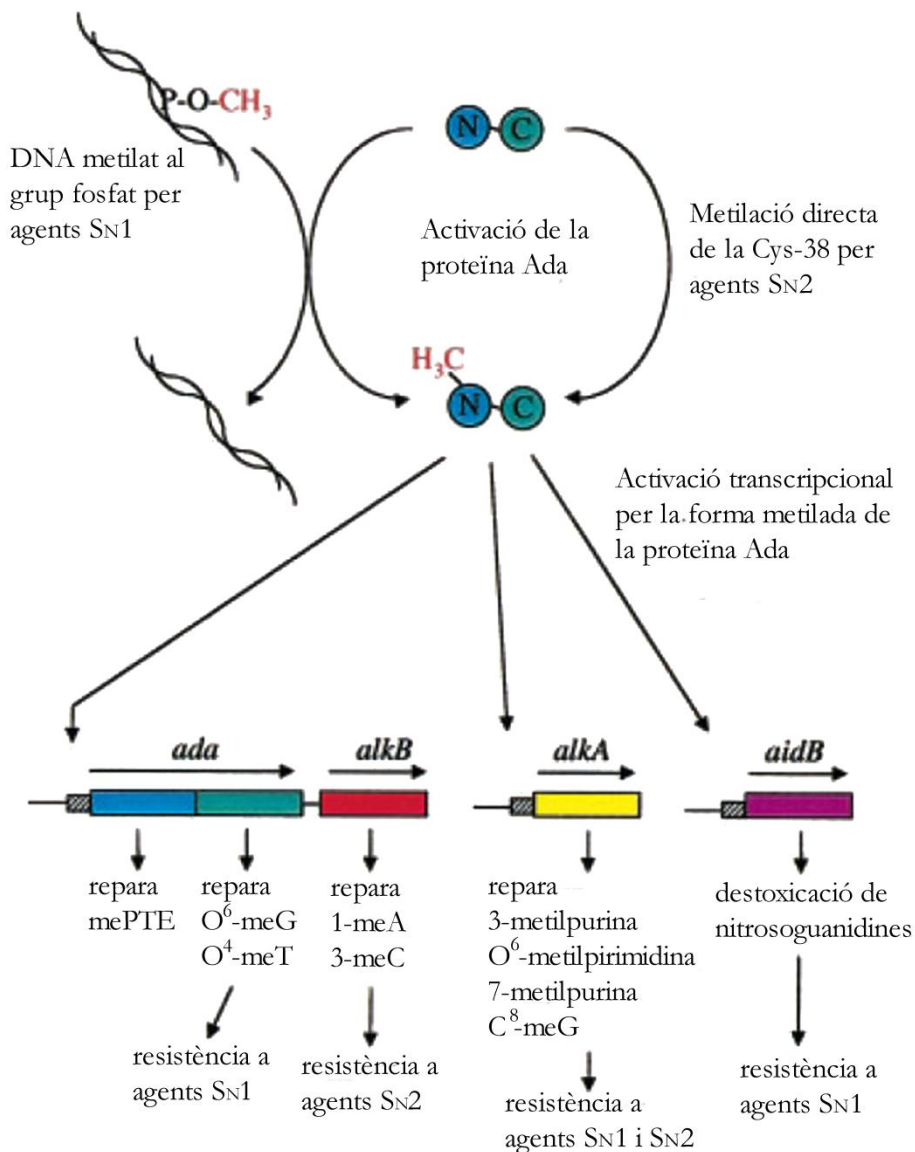 P-O-CH₃
DNA metilat al
grup fosfat per
agents SN1
N C
Activació de la
proteïna Ada
Metilació directa
de la Cys-38 per
agents SN2
H₃C
N C
Activació transcripcional
per la forma metilada de
la proteïna Ada
ada
alkB
alkA
aidB
repara
mePTE
repara
O⁶-meG
O⁴-meT
resistència a
agents SN1
repara
1-meA
3-meC
resistència a
agents SN2
repara
3-metilpurina
O⁶-metilpirimidina
7-metilpurina
C⁸-meG
resistència a
agents SN1 i SN2
destoxicació de
nitrosoguanidines
resistència a
agents SN1